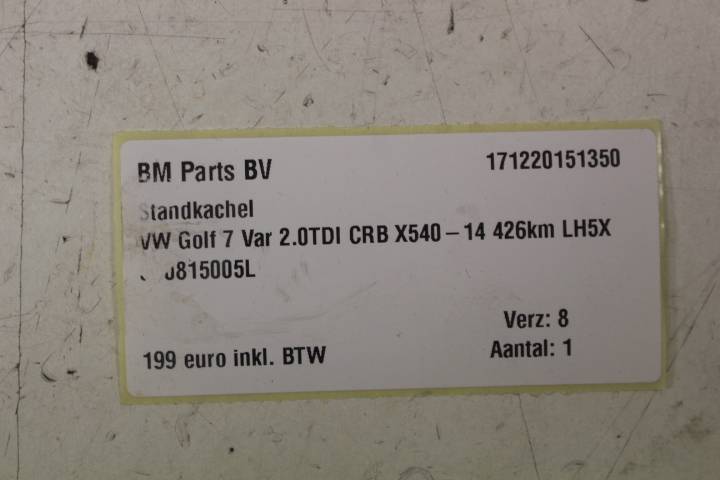 BM Parts BV
171220151350
Standkachel
VW Golf 7 Var 2.0TDI CRB X540 – 14 426km LH5X
Verz: 8
199 euro inkl. BTW
Aantal: 1